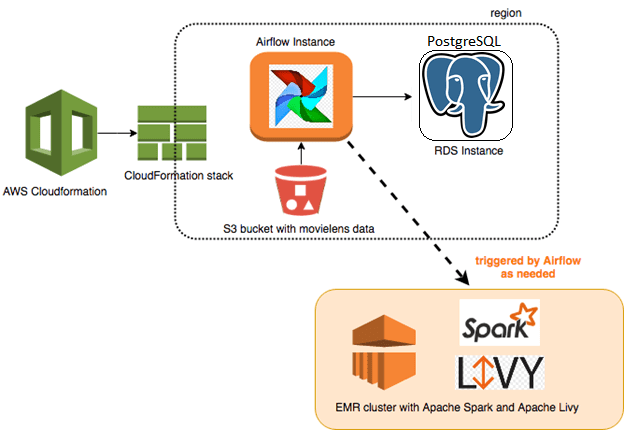 region
Airflow Instance
PostgreSQL
RDS Instance
AWS Cloudformation
CloudFormation stack
S3 bucket with movielens data
triggered by Airflow
as needed
Spark
LIVY
EMR cluster with Apache Spark and Apache Livy